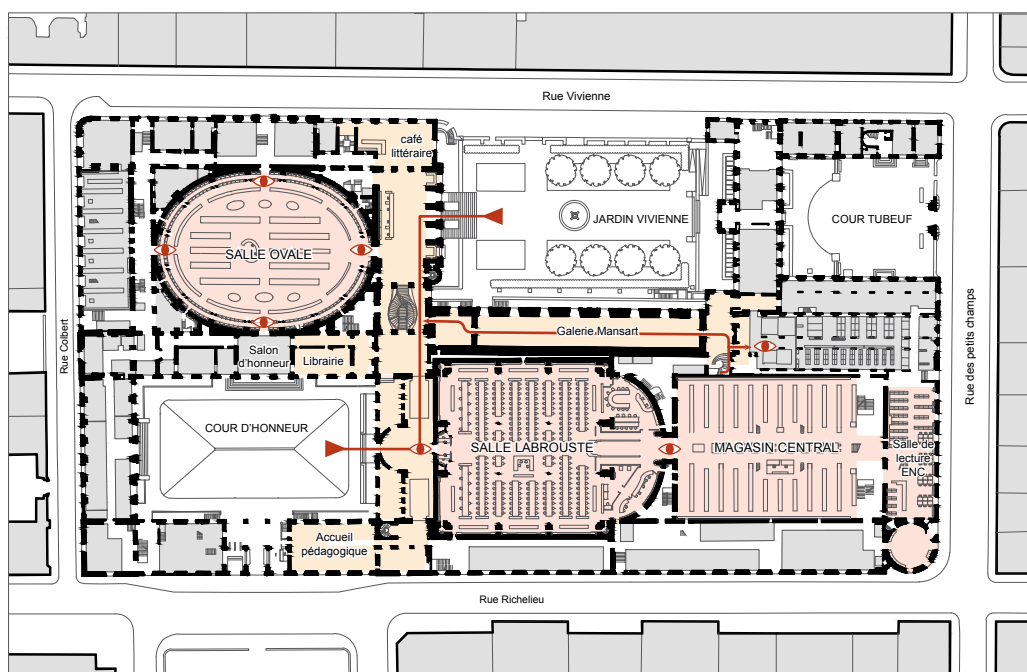 Rue Vivienne
café
littéraire
JARDIN VIVIENNE
COUR TUBEUF
SALLE OVALE
Rue Colbert
Rue des petits champs
Galerie Mansart
Salon
d'honneur
Librairie
COUR D'HONNEUR
SALLE LABROUSTE
MAGASIN CENTRAL
Salle de
lecture
ENC
Accueil
pédagogique
Rue Richelieu